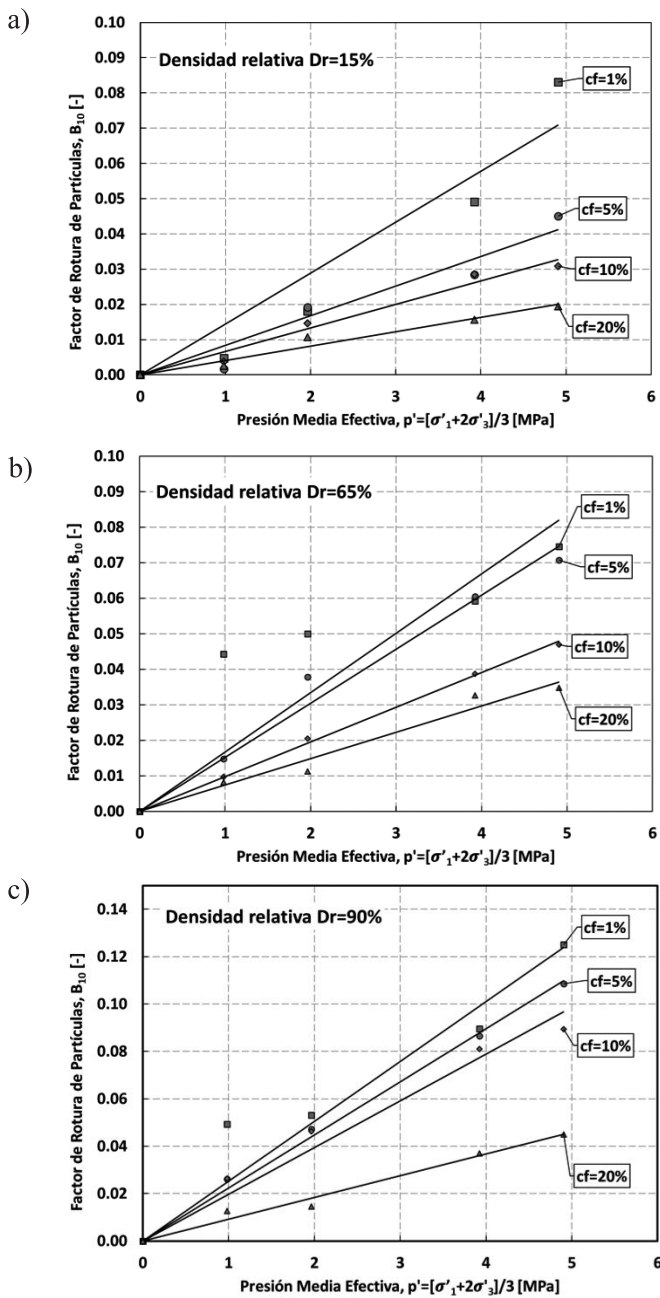 a)
Densidad relativa Dr=15%
Factor de Rotura de Partículas, B₁₀ [-]
0.10
0.09
0.08
0.07
0.06
0.05
0.04
0.03
0.02
0.01
0.00
cf=1%
cf=5%
cf=10%
cf=20%
0 1 2 3 4 5 6
Presión Media Efectiva, p'=[σ'₁+2σ'₃]/3 [MPa]
b)
Densidad relativa Dr=65%
Factor de Rotura de Partículas, B₁₀ [-]
0.10
0.09
0.08
0.07
0.06
0.05
0.04
0.03
0.02
0.01
0.00
cf=1%
cf=5%
cf=10%
cf=20%
0 1 2 3 4 5 6
Presión Media Efectiva, p'=[σ'₁+2σ'₃]/3 [MPa]
c)
Densidad relativa Dr=90%
Factor de Rotura de Partículas, B₁₀ [-]
0.14
0.12
0.10
0.08
0.06
0.04
0.02
0.00
cf=1%
cf=5%
cf=10%
cf=20%
0 1 2 3 4 5 6
Presión Media Efectiva, p'=[σ'₁+2σ'₃]/3 [MPa]